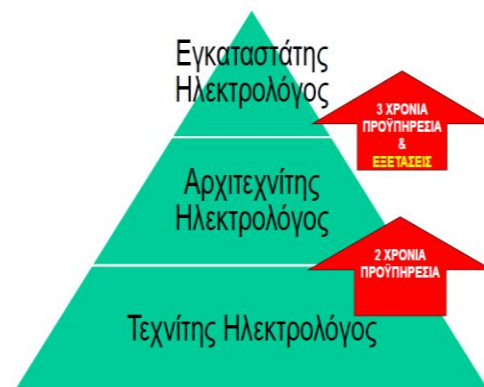 Εγκαταστάτης
Ηλεκτρολόγος
3 ΧΡΟΝΙΑ
ΠΡΟΫΠΗΡΕΣΙΑ
&
ΕΞΕΤΑΣΕΙΣ
Αρχιτεχνίτης
Ηλεκτρολόγος
2 ΧΡΟΝΙΑ
ΠΡΟΫΠΗΡΕΣΙΑ
Τεχνίτης Ηλεκτρολόγος